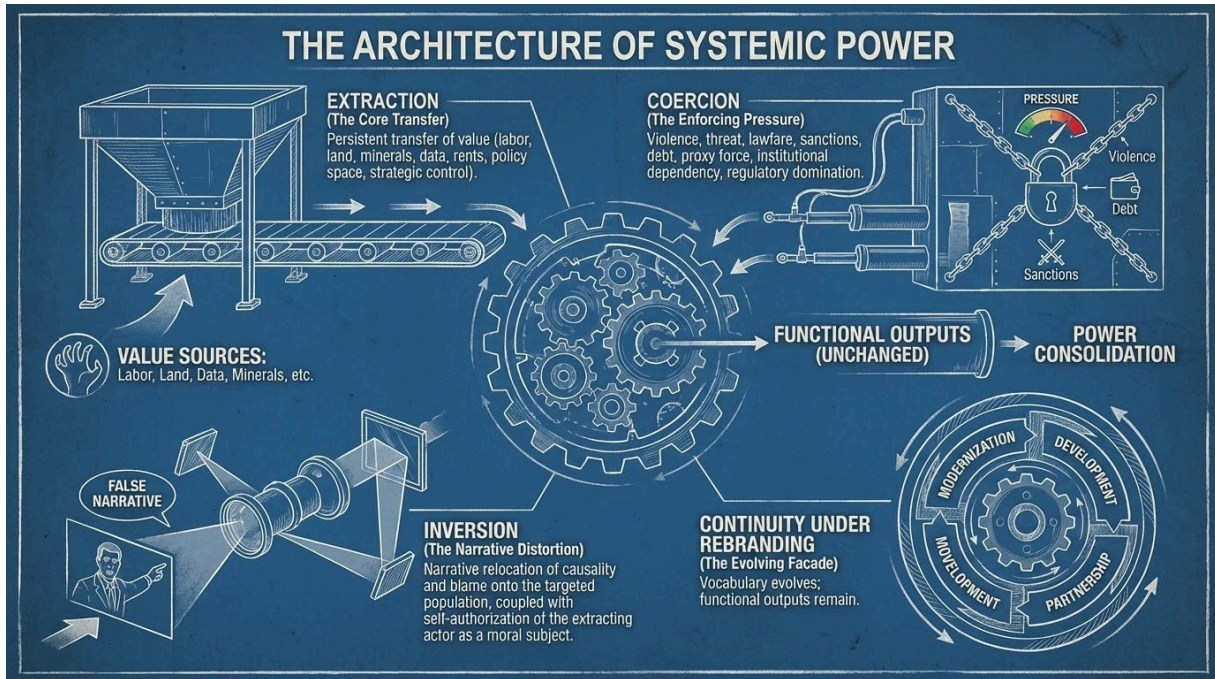 THE ARCHITECTURE OF SYSTEMIC POWER
EXTRACTION
(The Core Transfer)
Persistent transfer of value (labor,
land, minerals, data, rents, policy
space, strategic control).
COERCION
(The Enforcing Pressure)
Violence, threat, lawfare, sanctions,
debt, proxy force, institutional
dependency, regulatory domination.
PRESSURE
Violence
Debt
Sanctions
VALUE SOURCES:
Labor, Land, Data, Minerals, etc.
FUNCTIONAL OUTPUTS
(UNCHANGED)
POWER
CONSOLIDATION
FALSE
NARRATIVE
INVERSION
(The Narrative Distortion)
Narrative relocation of causality
and blame onto the targeted
population, coupled with
self-authorization of the extracting
actor as a moral subject.
CONTINUITY UNDER
REBRANDING
(The Evolving Facade)
Vocabulary evolves;
functional outputs remain.
MODERNIZATION
DEVELOPMENT
PARTNERSHIP
MOVELOPMENT